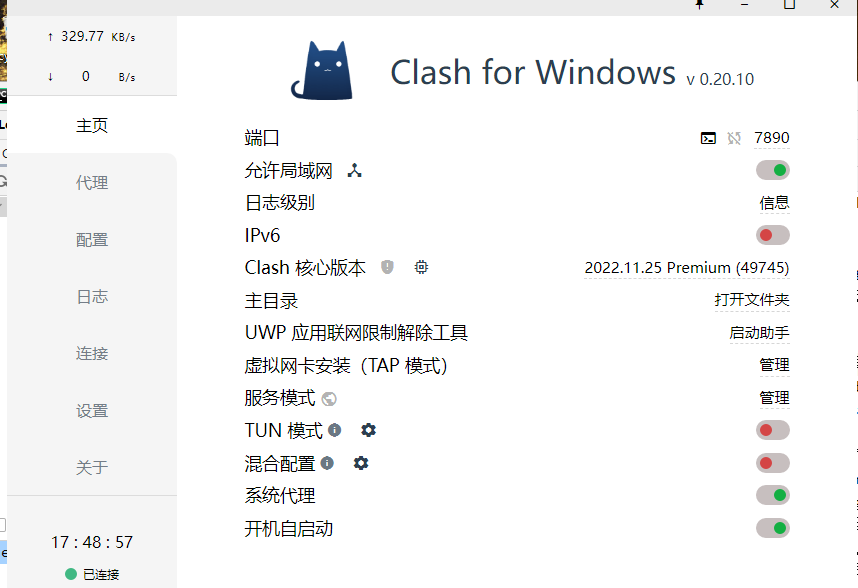 ↑ 329.77 KB/s
↓ 0 B/s
主页
代理
配置
日志
连接
设置
关于
17 : 48 : 57
已连接
Clash for Windows v 0.20.10
端口 7890
允许局域网
日志级别 信息
IPv6
Clash 核心版本 2022.11.25 Premium (49745)
主目录 打开文件夹
UWP 应用联网限制解除工具 启动助手
虚拟网卡安装（TAP 模式） 管理
服务模式 管理
TUN 模式
混合配置
系统代理
开机自启动